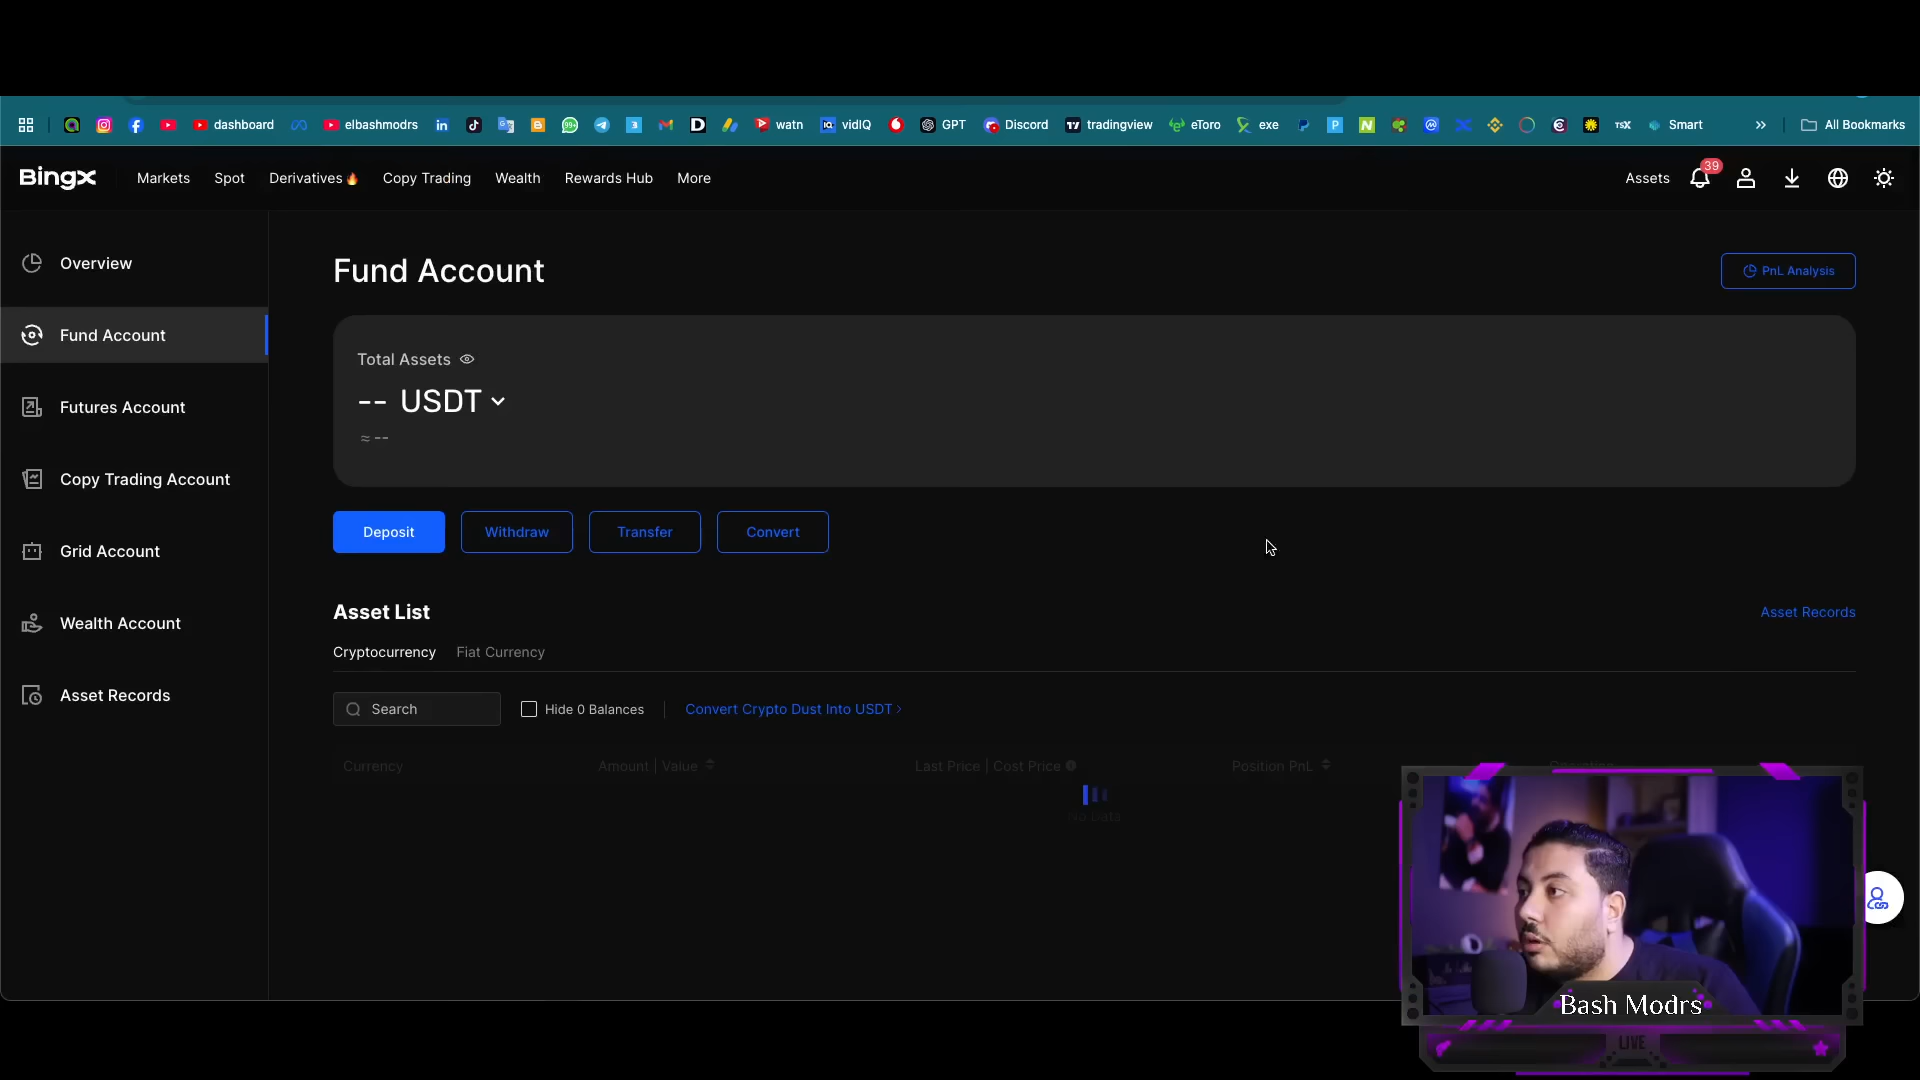 dashboard
elbashmodrs
99+
watn
vidIQ
GPT
Discord
tradingview
eToro
exe
TSX
Smart
All Bookmarks
BingX
Markets
Spot
Derivatives
Copy Trading
Wealth
Rewards Hub
More
Assets
39
Overview
Fund Account
Futures Account
Copy Trading Account
Grid Account
Wealth Account
Asset Records
Fund Account
PnL Analysis
Total Assets
-- USDT
≈ --
Deposit
Withdraw
Transfer
Convert
Asset List
Asset Records
Cryptocurrency
Fiat Currency
Search
Hide 0 Balances
Convert Crypto Dust Into USDT >
Currency
Amount | Value
Last Price | Cost Price
Position PnL
No Data
Bash Modrs
LIVE